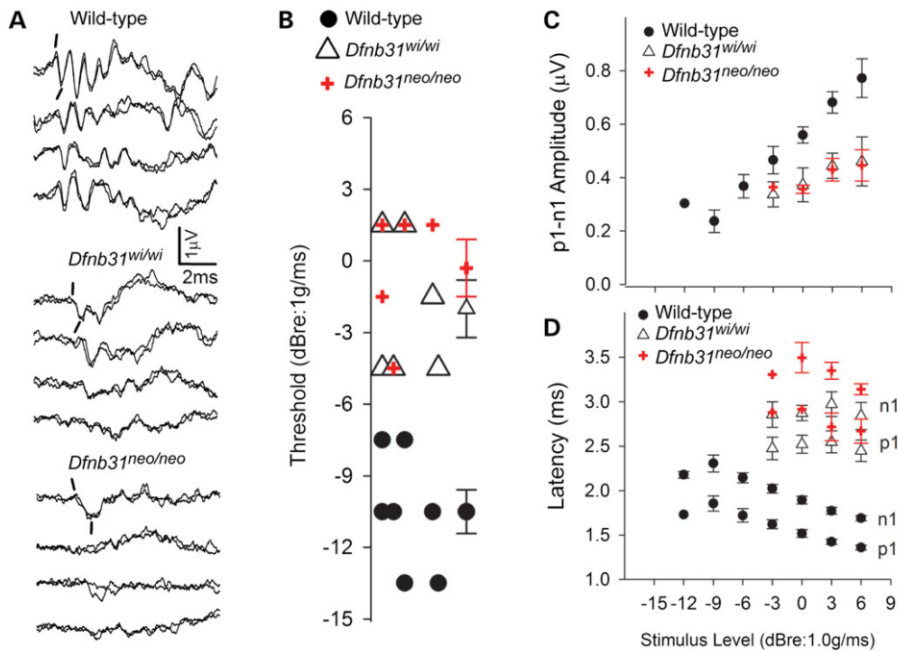 A
Wild-type
1μV
2ms
Dfnb31wi/wi
Dfnb31neo/neo
B
Wild-type
Dfnb31wi/wi
Dfnb31neo/neo
Threshold (dBre:1g/ms)
6
3
0
-3
-6
-9
-12
-15
C
Wild-type
Dfnb31wi/wi
Dfnb31neo/neo
p1-n1 Amplitude (μV)
0.8
0.6
0.4
0.2
0.0
D
Wild-type
Dfnb31wi/wi
Dfnb31neo/neo
Latency (ms)
3.5
3.0
2.5
2.0
1.5
1.0
n1
p1
n1
p1
-15 -12 -9 -6 -3 0 3 6 9
Stimulus Level (dBre:1.0g/ms)